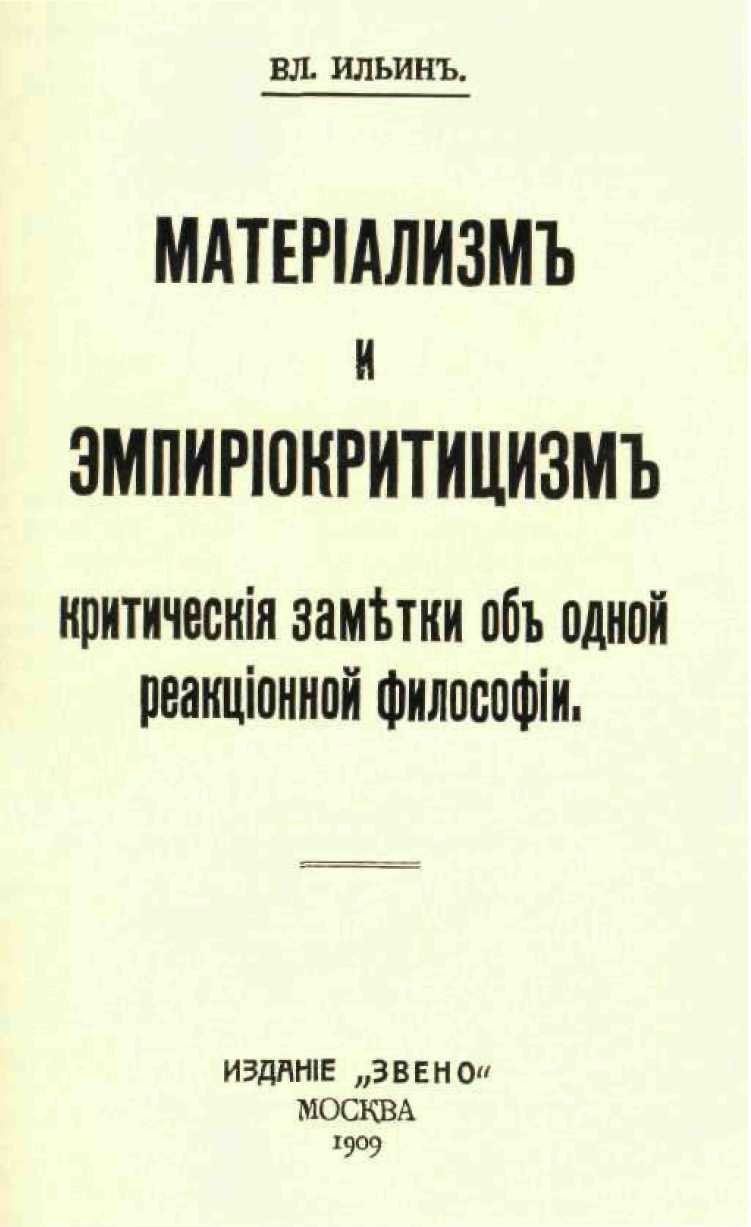 ВЛ. ИЛЬИНЪ.
МАТЕРІАЛИЗМЪ
и
ЭМПИРІОКРИТИЦИЗМЪ
критическія замѣтки объ одной
реакціонной философіи.
ИЗДАНІЕ „ЗВЕНО“
МОСКВА
1909